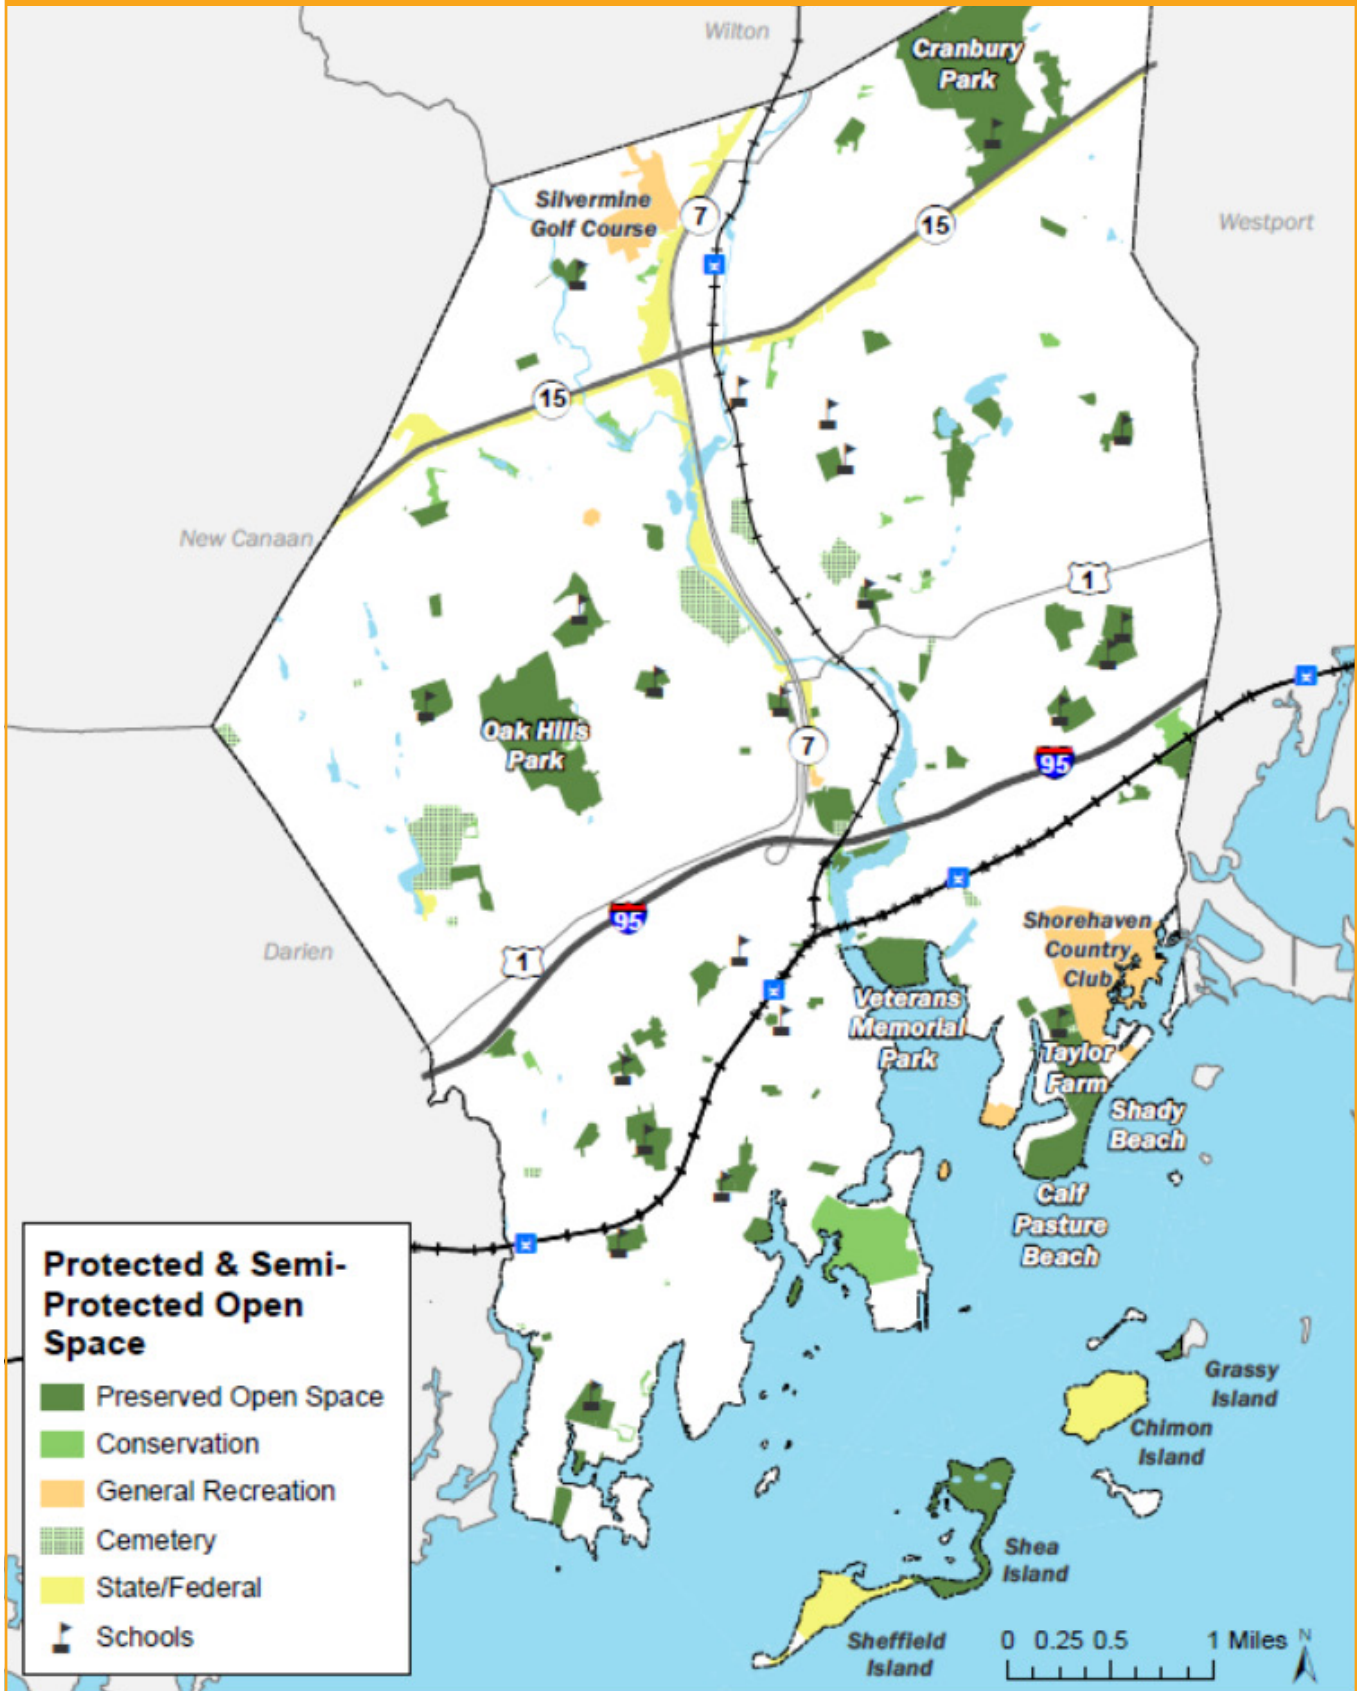 Wilton
Cranbury
Park
Silvermine
Golf Course
7
15
Westport
15
New Canaan
1
Oak Hills
Park
7
95
95
Shorehaven
Country
Club
Darien
1
Veterans
Memorial
Park
Taylor
Farm
Shady
Beach
Calf
Pasture
Beach
Protected & Semi-
Protected Open
Space
Preserved Open Space
Conservation
General Recreation
Cemetery
State/Federal
Schools
Grassy
Island
Chimon
Island
Shea
Island
Sheffield
Island
0 0.25 0.5 1 Miles
N